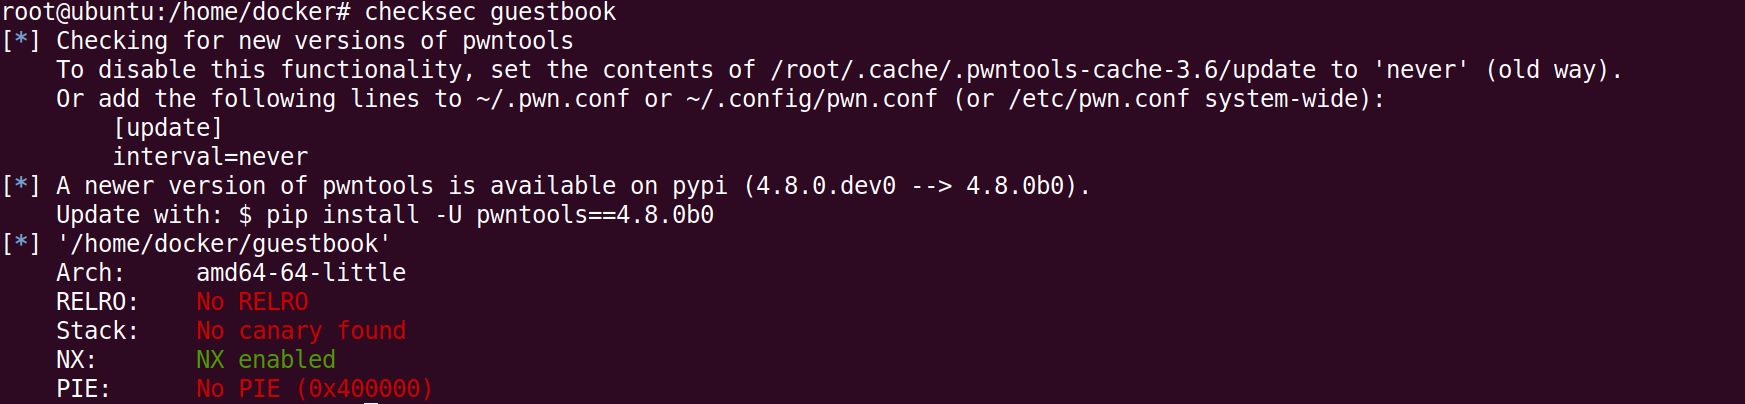 root@ubuntu:/home/docker# checksec guestbook
[*] Checking for new versions of pwntools
    To disable this functionality, set the contents of /root/.cache/.pwntools-cache-3.6/update to 'never' (old way).
    Or add the following lines to ~/.pwn.conf or ~/.config/pwn.conf (or /etc/pwn.conf system-wide):
        [update]
        interval=never
[*] A newer version of pwntools is available on pypi (4.8.0.dev0 --> 4.8.0b0).
    Update with: $ pip install -U pwntools==4.8.0b0
[*] '/home/docker/guestbook'
    Arch:     amd64-64-little
    RELRO:    No RELRO
    Stack:    No canary found
    NX:       NX enabled
    PIE:      No PIE (0x400000)